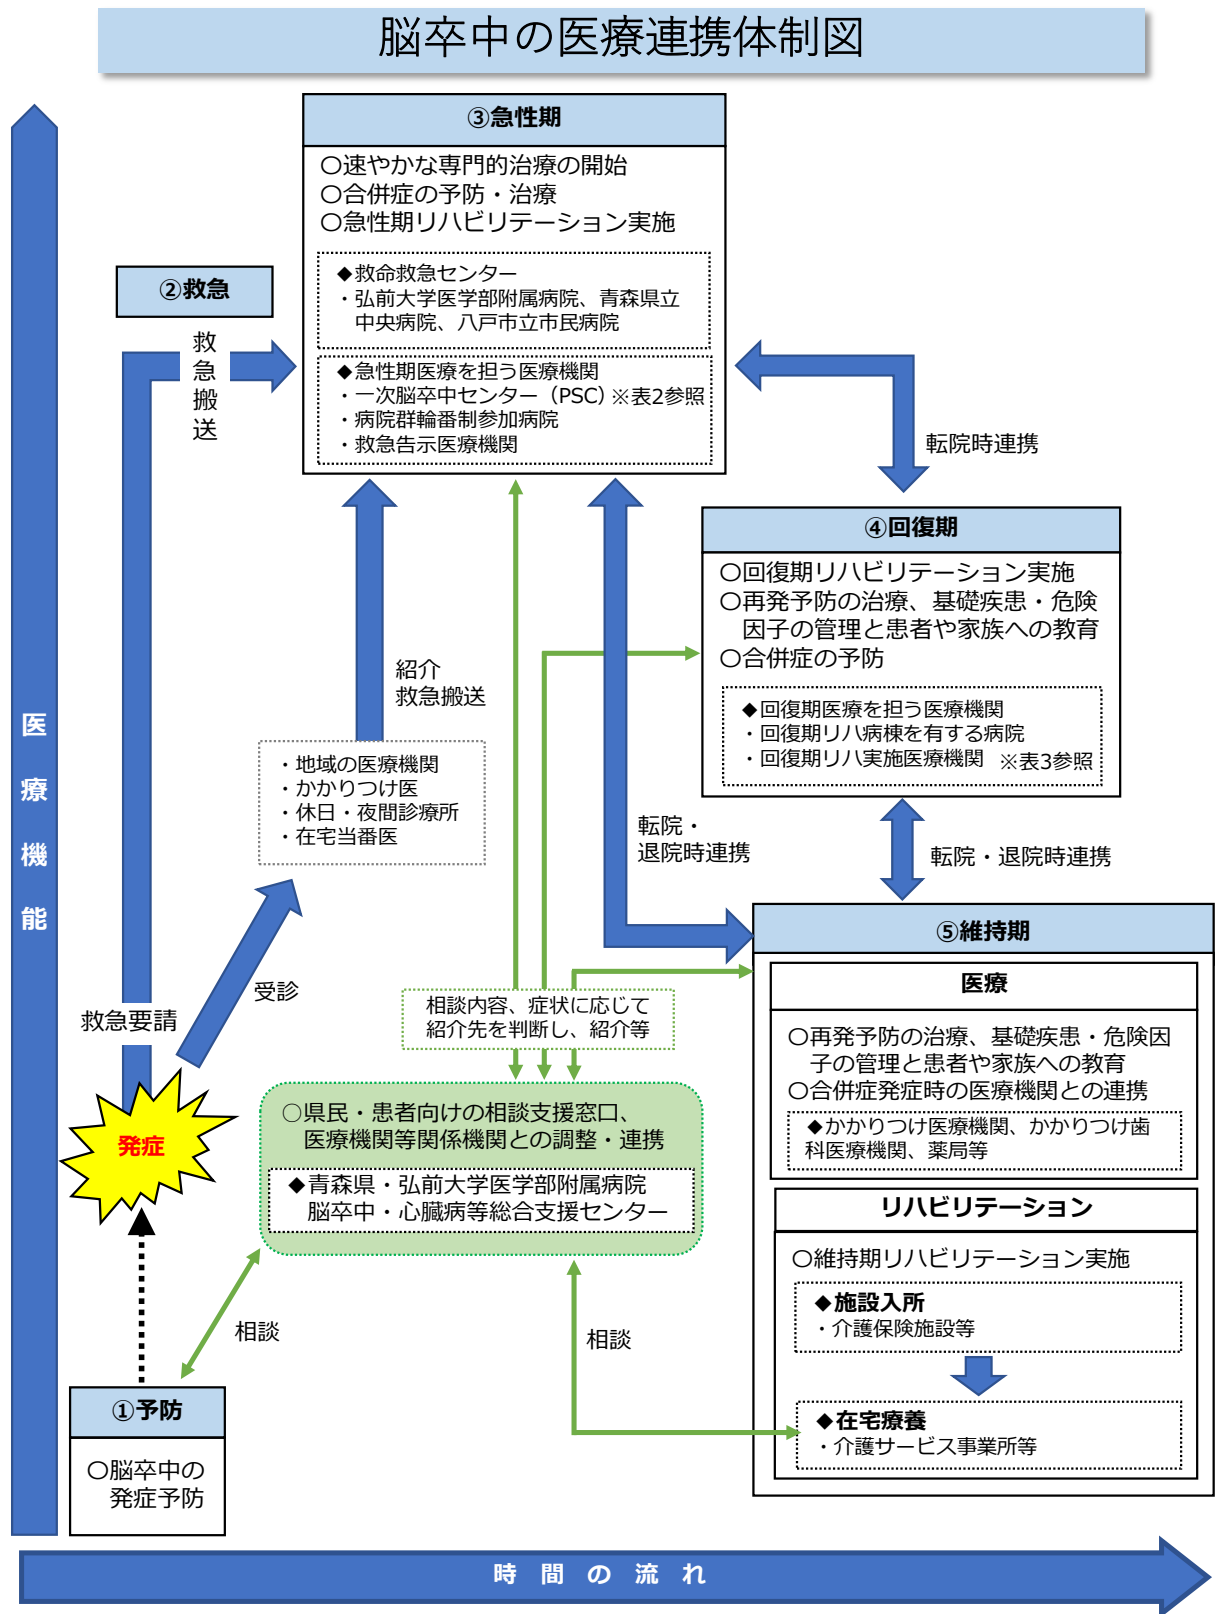 脳卒中の医療連携体制図
③急性期
〇速やかな専門的治療の開始
〇合併症の予防・治療
〇急性期リハビリテーション実施
◆救命救急センター
・弘前大学医学部附属病院、青森県立
中央病院、八戸市立市民病院
◆急性期医療を担う医療機関
・一次脳卒中センター（PSC）※表2参照
・病院群輪番制参加病院
・救急告示医療機関
②救急
救急搬送
転院時連携
④回復期
〇回復期リハビリテーション実施
〇再発予防の治療、基礎疾患・危険
因子の管理と患者や家族への教育
〇合併症の予防
◆回復期医療を担う医療機関
・回復期リハ病棟を有する病院
・回復期リハ実施医療機関 ※表3参照
紹介
救急搬送
・地域の医療機関
・かかりつけ医
・休日・夜間診療所
・在宅当番医
転院・
退院時連携
転院・退院時連携
医療機能
受診
救急要請
発症
相談内容、症状に応じて
紹介先を判断し、紹介等
〇県民・患者向けの相談支援窓口、
医療機関等関係機関との調整・連携
◆青森県・弘前大学医学部附属病院
脳卒中・心臓病等総合支援センター
⑤維持期
医療
〇再発予防の治療、基礎疾患・危険因
子の管理と患者や家族への教育
〇合併症発症時の医療機関との連携
◆かかりつけ医療機関、かかりつけ歯
科医療機関、薬局等
リハビリテーション
〇維持期リハビリテーション実施
◆施設入所
・介護保険施設等
◆在宅療養
・介護サービス事業所等
相談
相談
①予防
〇脳卒中の
発症予防
時間の流れ